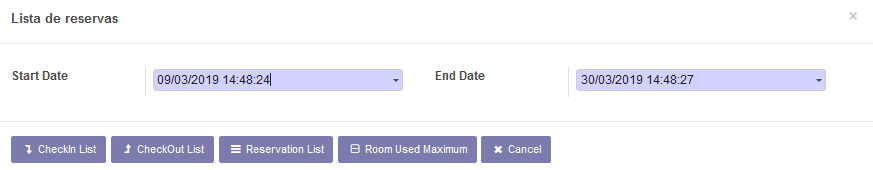 Lista de reservas
Start Date 09/03/2019 14:48:24 End Date 30/03/2019 14:48:27
CheckIn List CheckOut List Reservation List Room Used Maximum Cancel